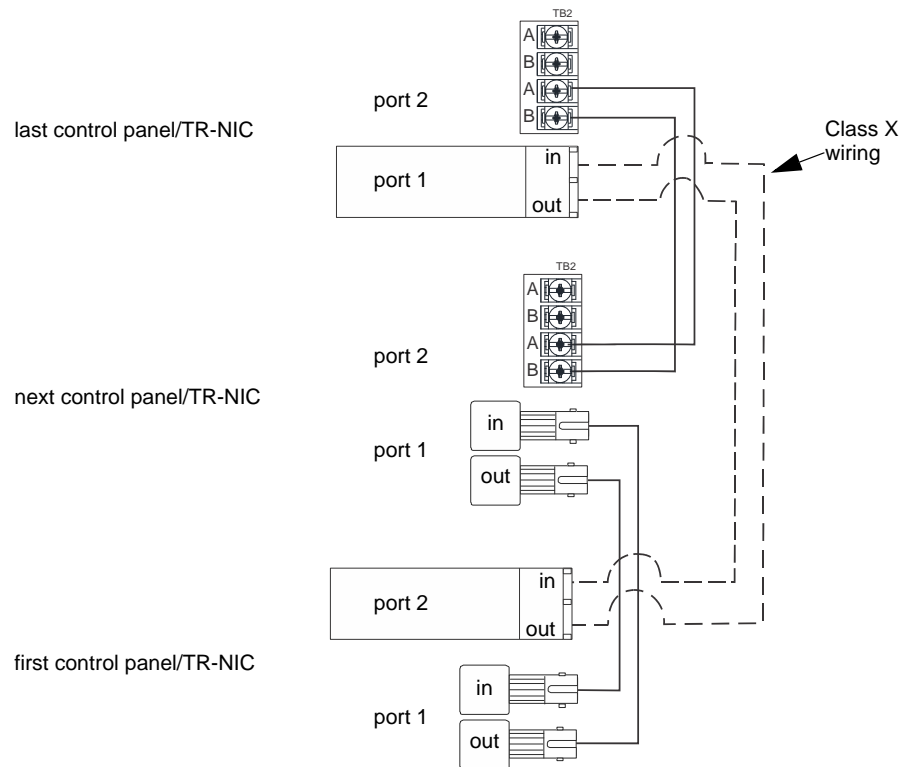 TB2
A
B
A
B
port 2
last control panel/TR-NIC
port 1
in
out
Class X
wiring
TB2
A
B
A
B
port 2
next control panel/TR-NIC
in
port 1
out
in
port 2
out
first control panel/TR-NIC
in
port 1
out